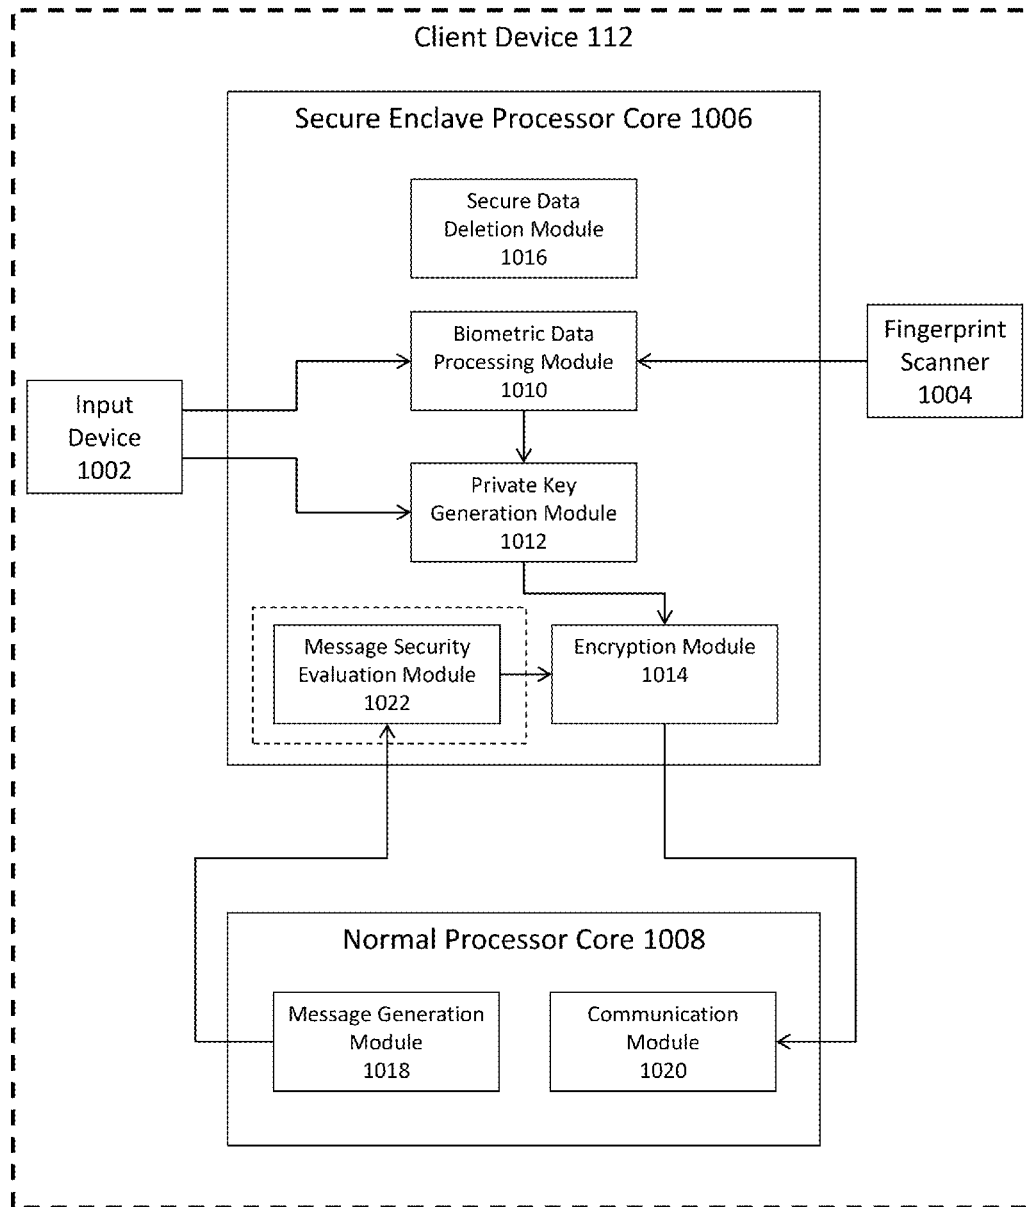 Client Device 112
Secure Enclave Processor Core 1006
Secure Data
Deletion Module
1016
Biometric Data
Processing Module
1010
Fingerprint
Scanner
1004
Input
Device
1002
Private Key
Generation Module
1012
Message Security
Evaluation Module
1022
Encryption Module
1014
Normal Processor Core 1008
Message Generation
Module
1018
Communication
Module
1020